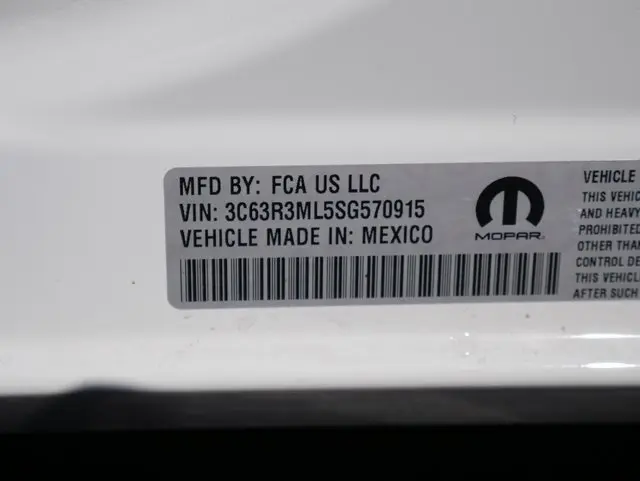 MFD BY: FCA US LLC
VIN: 3C63R3ML5SG570915
VEHICLE MADE IN: MEXICO
MOPAR
VEHICLE
THIS VEHIC
AND HEAVY
PROHIBITED
OTHER THAN
CONTROL DE
THIS VEHICL
AFTER SUCH